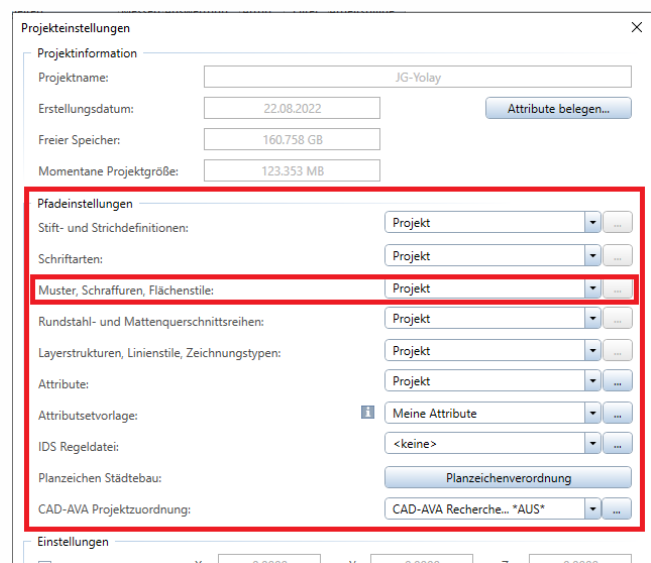 Projekteinstellungen
Projektinformation
Projektname: JG-Yolay
Erstellungsdatum: 22.08.2022 Attribute belegen...
Freier Speicher: 160.758 GB
Momentane Projektgröße: 123.353 MB
Pfadeinstellungen
Stift- und Strichdefinitionen: Projekt ...
Schriftarten: Projekt ...
Muster, Schraffuren, Flächenstile: Projekt ...
Rundstahl- und Mattenquerschnittsreihen: Projekt ...
Layerstrukturen, Linienstile, Zeichnungstypen: Projekt ...
Attribute: Projekt ...
Attributsetvorlage: i Meine Attribute ...
IDS Regeldatei: <keine> ...
Planzeichen Städtebau: Planzeichenverordnung
CAD-AVA Projektzuordnung: CAD-AVA Recherche... *AUS* ...
Einstellungen